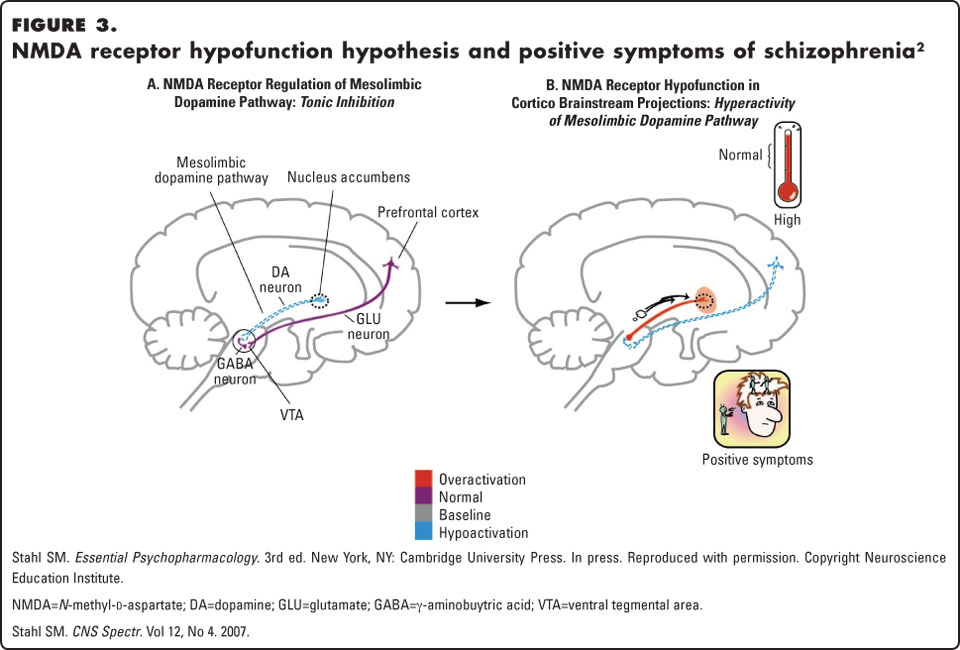 FIGURE 3.
NMDA receptor hypofunction hypothesis and positive symptoms of schizophrenia²
A. NMDA Receptor Regulation of Mesolimbic
Dopamine Pathway: Tonic Inhibition
B. NMDA Receptor Hypofunction in
Cortico Brainstream Projections: Hyperactivity
of Mesolimbic Dopamine Pathway
Normal
High
Mesolimbic
dopamine pathway
Nucleus accumbens
Prefrontal cortex
DA
neuron
GLU
neuron
GABA
neuron
VTA
Positive symptoms
Overactivation
Normal
Baseline
Hypoactivation
Stahl SM. Essential Psychopharmacology. 3rd ed. New York, NY: Cambridge University Press. In press. Reproduced with permission. Copyright Neuroscience
Education Institute.
NMDA=N-methyl-D-aspartate; DA=dopamine; GLU=glutamate; GABA=γ-aminobuytric acid; VTA=ventral tegmental area.
Stahl SM. CNS Spectr. Vol 12, No 4. 2007.